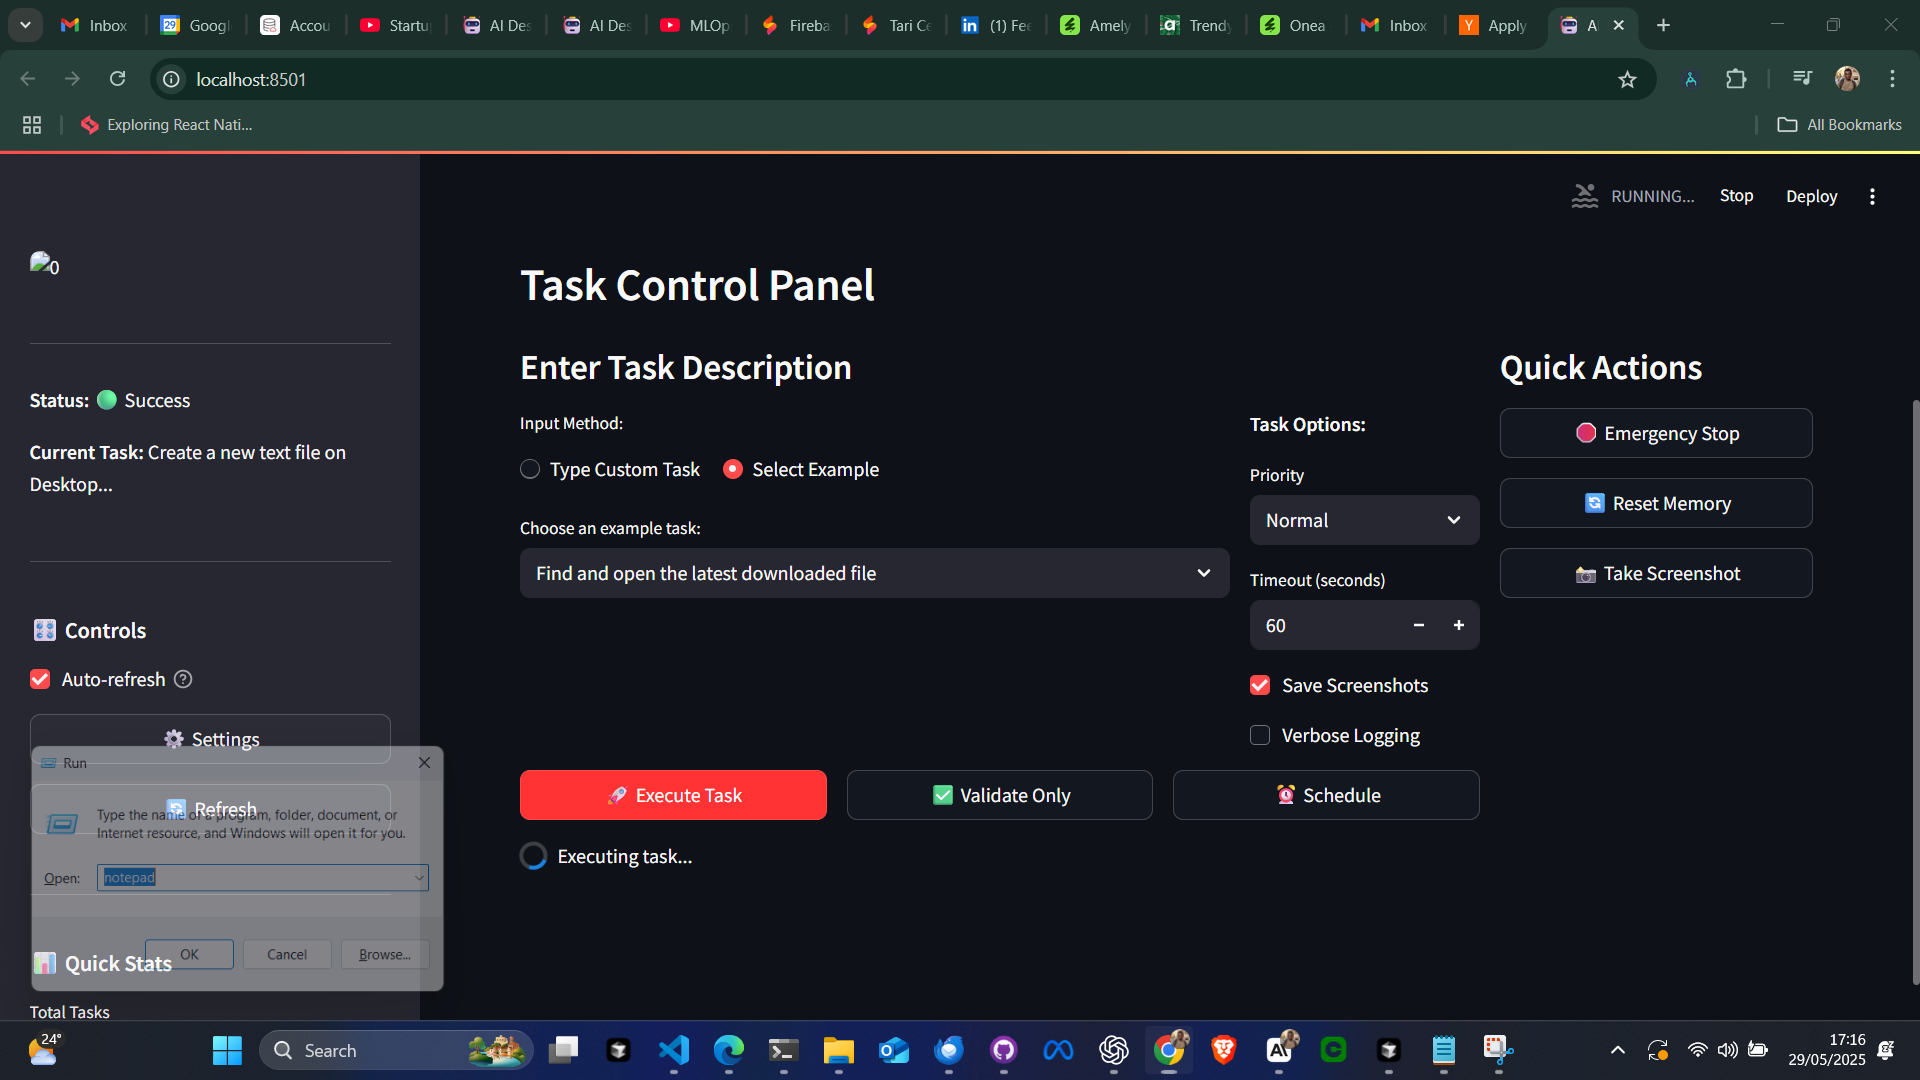 Inbox
Googl
Accou
Startu
AI Des
AI Des
MLOp
Fireba
Tari Ce
(1) Fee
Amely
Trendy
Onea
Inbox
Apply
localhost:8501
Exploring React Nati...
All Bookmarks
RUNNING...
Stop
Deploy
0
Status: Success
Current Task: Create a new text file on
Desktop...
Controls
Auto-refresh
Settings
Refresh
Quick Stats
Total Tasks
Run
Type the name of a program, folder, document, or
Internet resource, and Windows will open it for you.
Open: notepad
OK
Cancel
Browse...
Task Control Panel
Enter Task Description
Input Method:
Type Custom Task
Select Example
Choose an example task:
Find and open the latest downloaded file
Task Options:
Priority
Normal
Timeout (seconds)
60
Save Screenshots
Verbose Logging
Execute Task
Validate Only
Schedule
Executing task...
Quick Actions
Emergency Stop
Reset Memory
Take Screenshot
24°
Search
17:16
29/05/2025